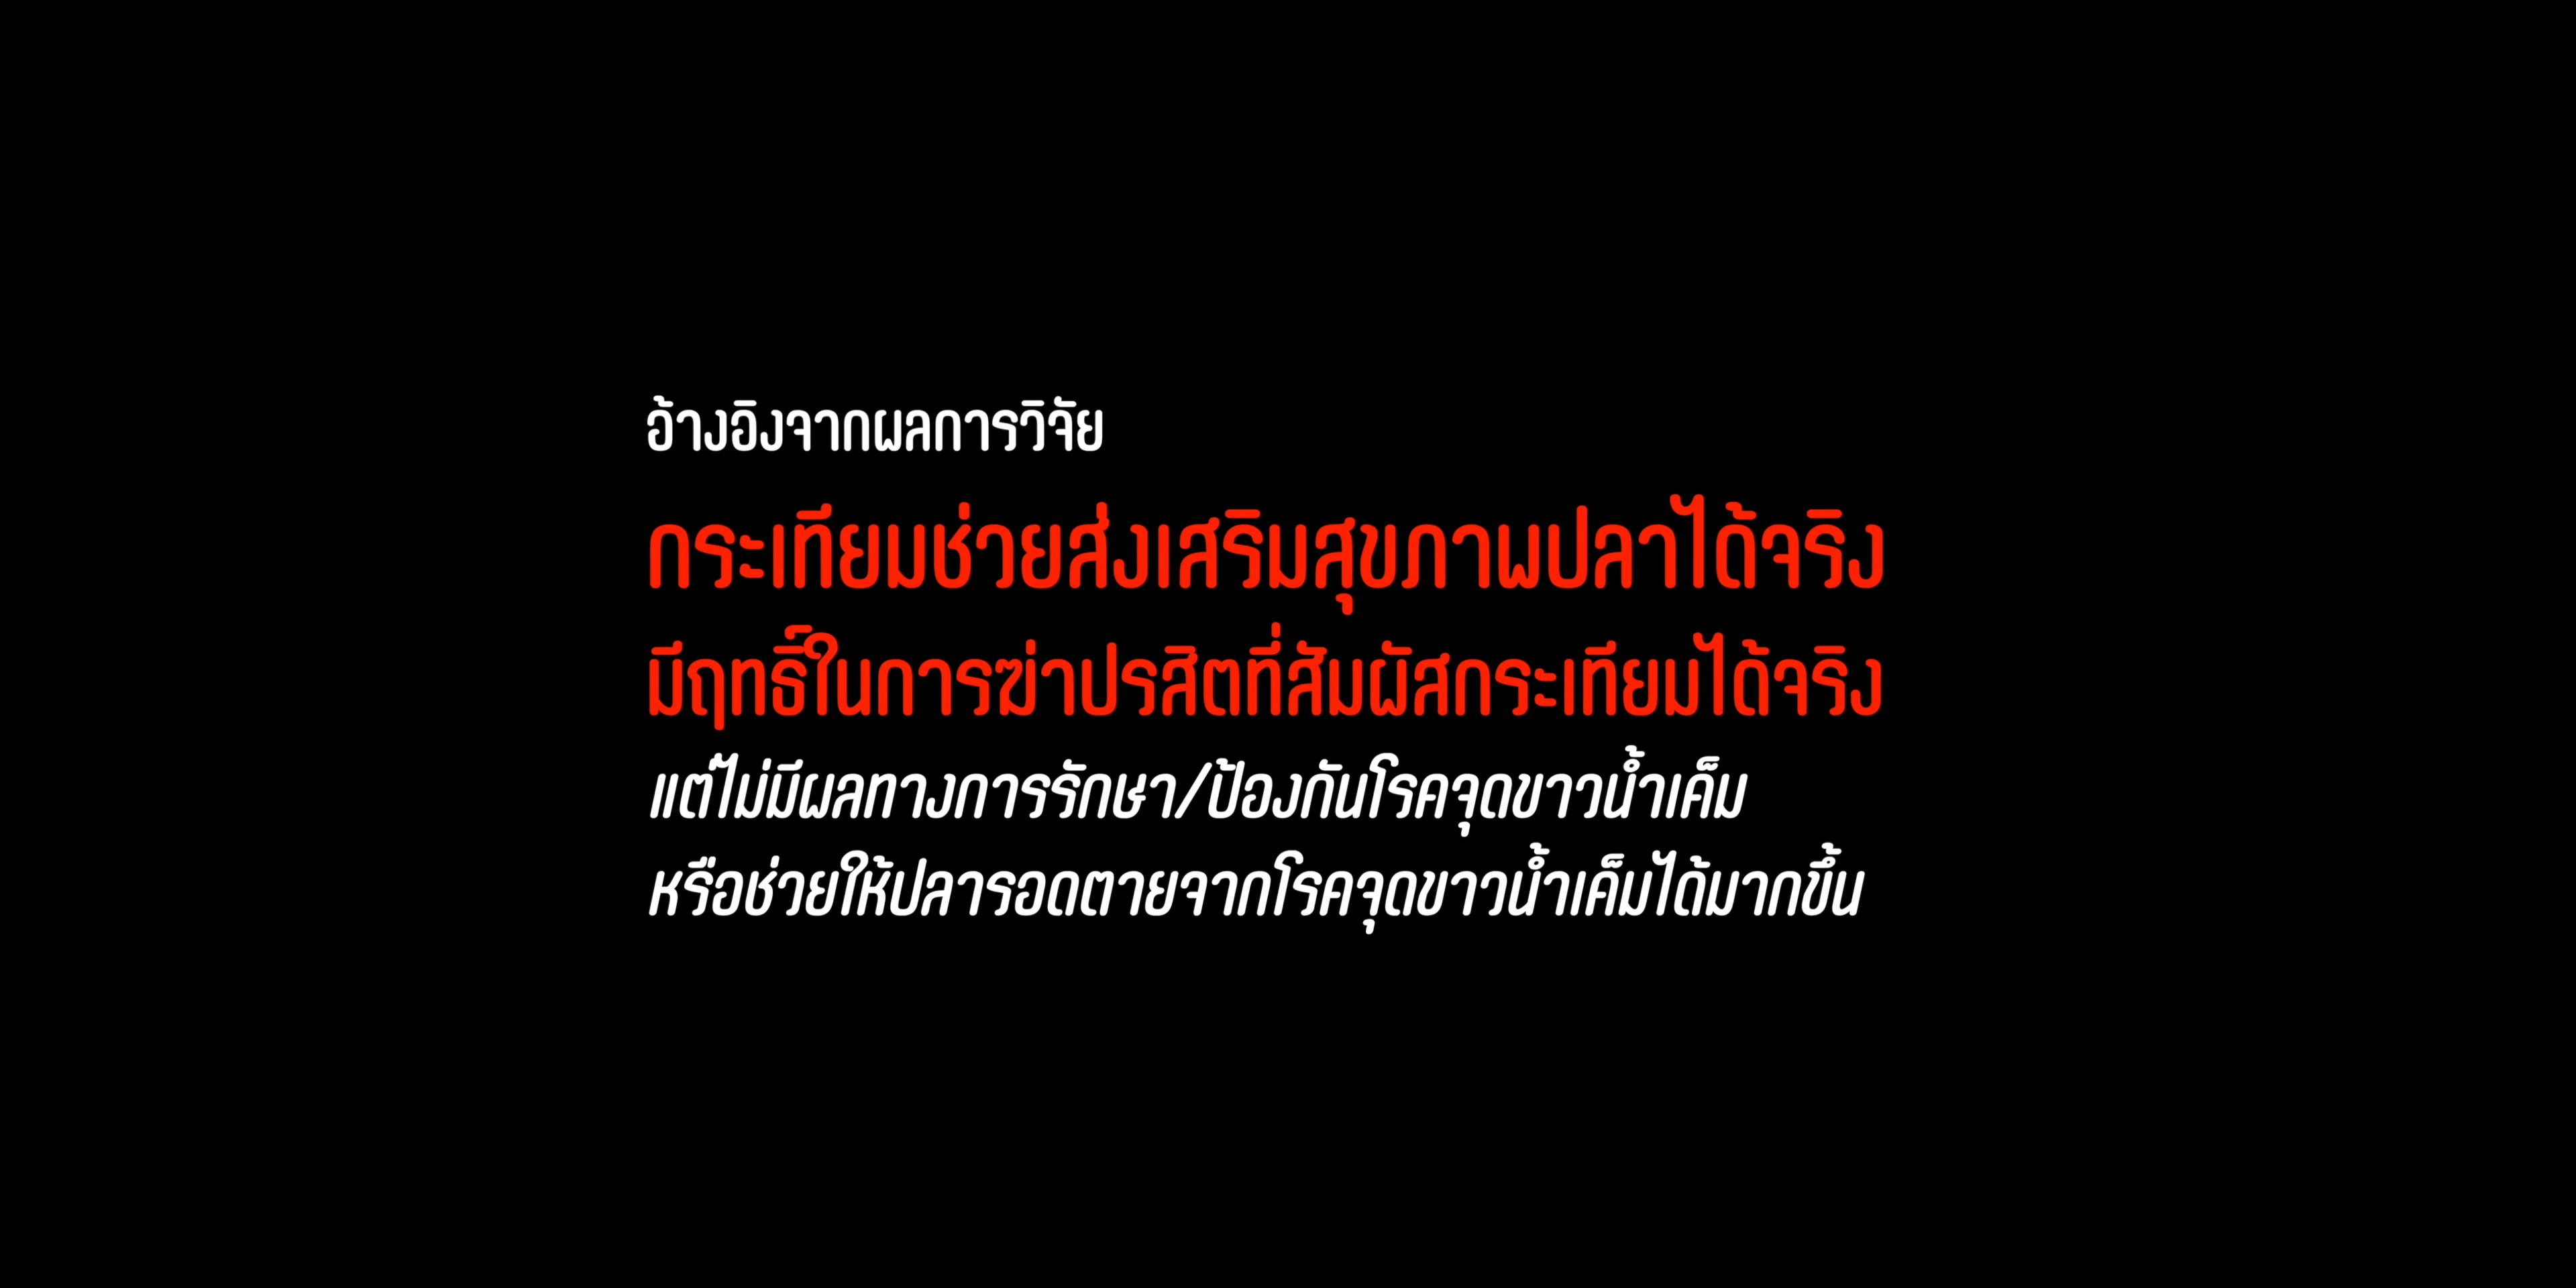 อ้างอิงจากผลการวิจัย
กระเทียมช่วยส่งเสริมสุขภาพปลาได้จริง
มีฤทธิ์ในการฆ่าปรสิตที่สัมผัสกระเทียมได้จริง
แต่ไม่มีผลทางการรักษา/ป้องกันโรคจุดขาวน้ำเค็ม
หรือช่วยให้ปลารอดตายจากโรคจุดขาวน้ำเค็มได้มากขึ้น